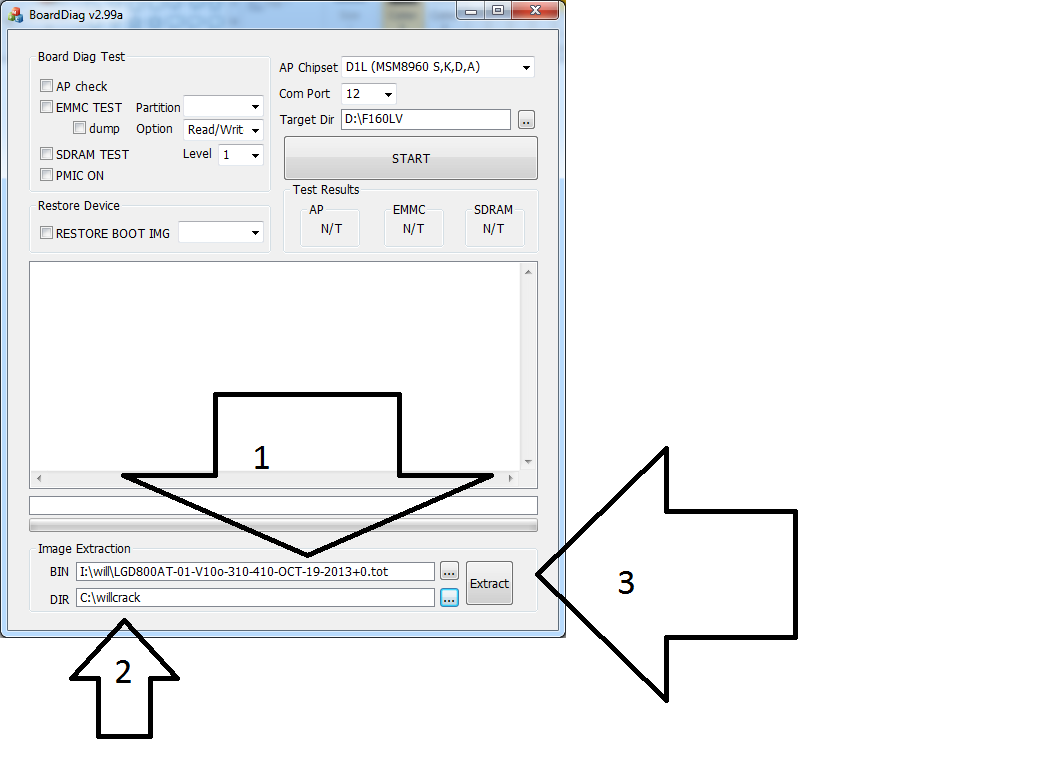 BoardDiag v2.99a
Board Diag Test
AP check
EMMC TEST Partition
dump Option Read/Writ
SDRAM TEST Level 1
PMIC ON
Restore Device
RESTORE BOOT IMG
AP Chipset D1L (MSM8960 S,K,D,A)
Com Port 12
Target Dir D:\F160LV ..
START
Test Results
AP EMMC SDRAM
N/T N/T N/T
1
Image Extraction
BIN I:\will\LGD800AT-01-V10o-310-410-OCT-19-2013+0.tot ...
DIR C:\willcrack ...
Extract
3
2